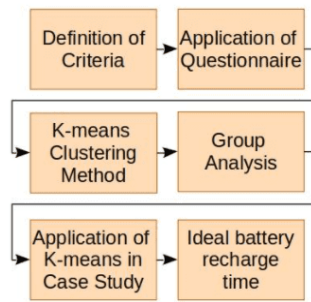 Definition of
Criteria
Application of
Questionnaire
K-means
Clustering
Method
Group
Analysis
Application of
K-means in
Case Study
Ideal battery
recharge
time